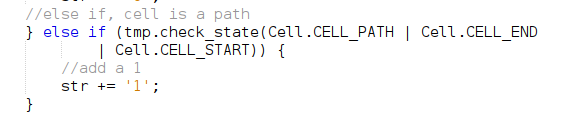 //else if, cell is a path
} else if (tmp.check_state(Cell.CELL_PATH | Cell.CELL_END
| Cell.CELL_START)) {
//add a 1
str += '1';
}